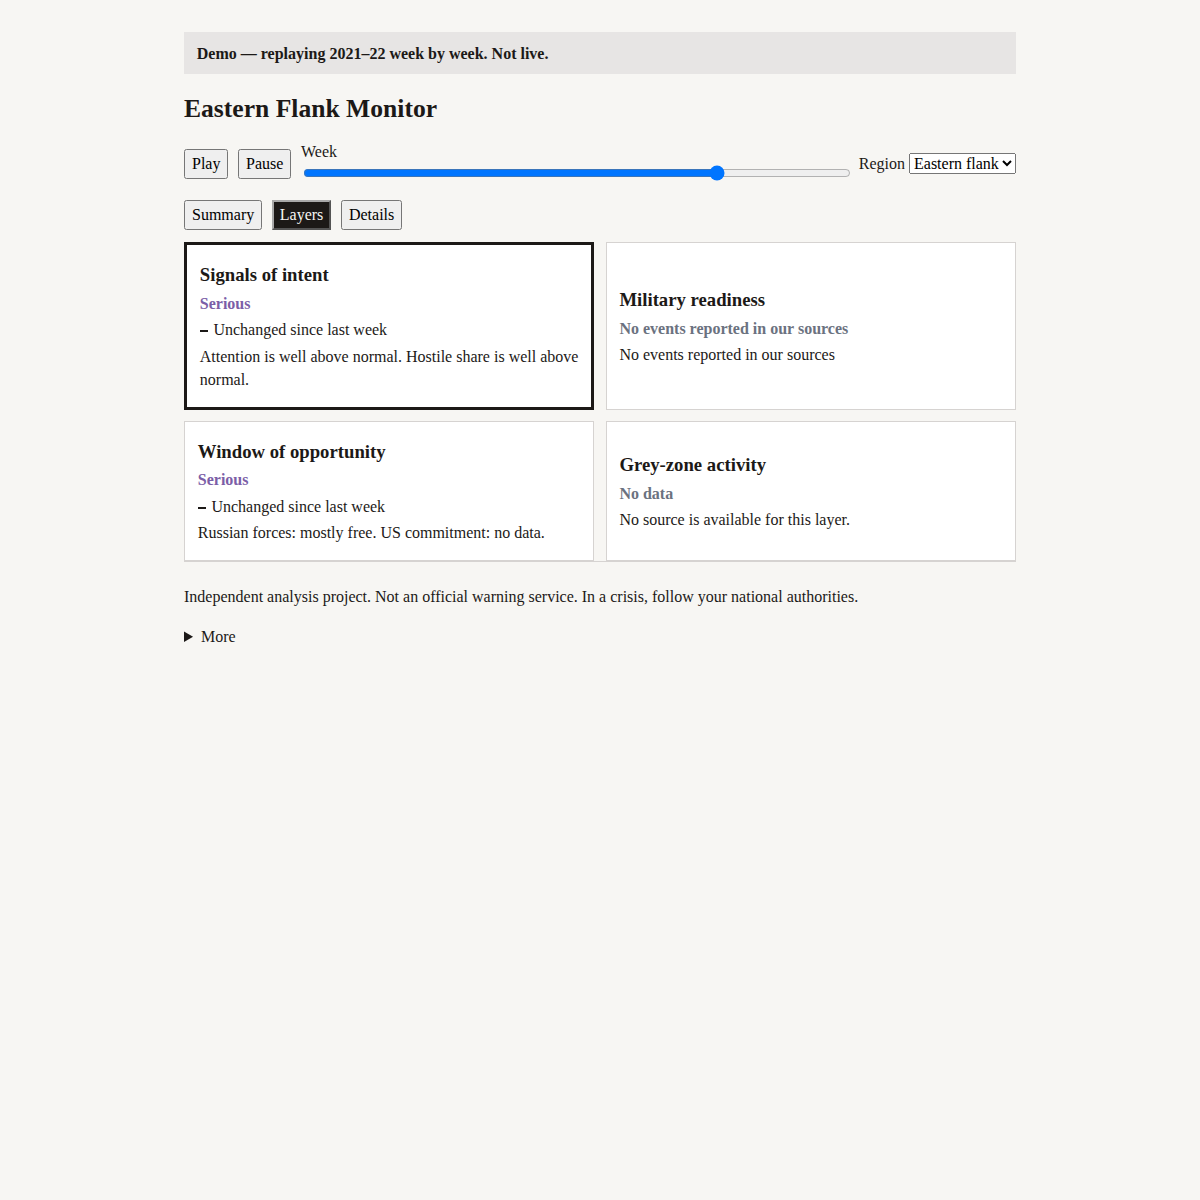 Demo — replaying 2021–22 week by week. Not live.
Eastern Flank Monitor
Play
Pause
Week
Region
Eastern flank
Summary
Layers
Details
Signals of intent
Serious
– Unchanged since last week
Attention is well above normal. Hostile share is well above
normal.
Military readiness
No events reported in our sources
No events reported in our sources
Window of opportunity
Serious
– Unchanged since last week
Russian forces: mostly free. US commitment: no data.
Grey-zone activity
No data
No source is available for this layer.
Independent analysis project. Not an official warning service. In a crisis, follow your national authorities.
More